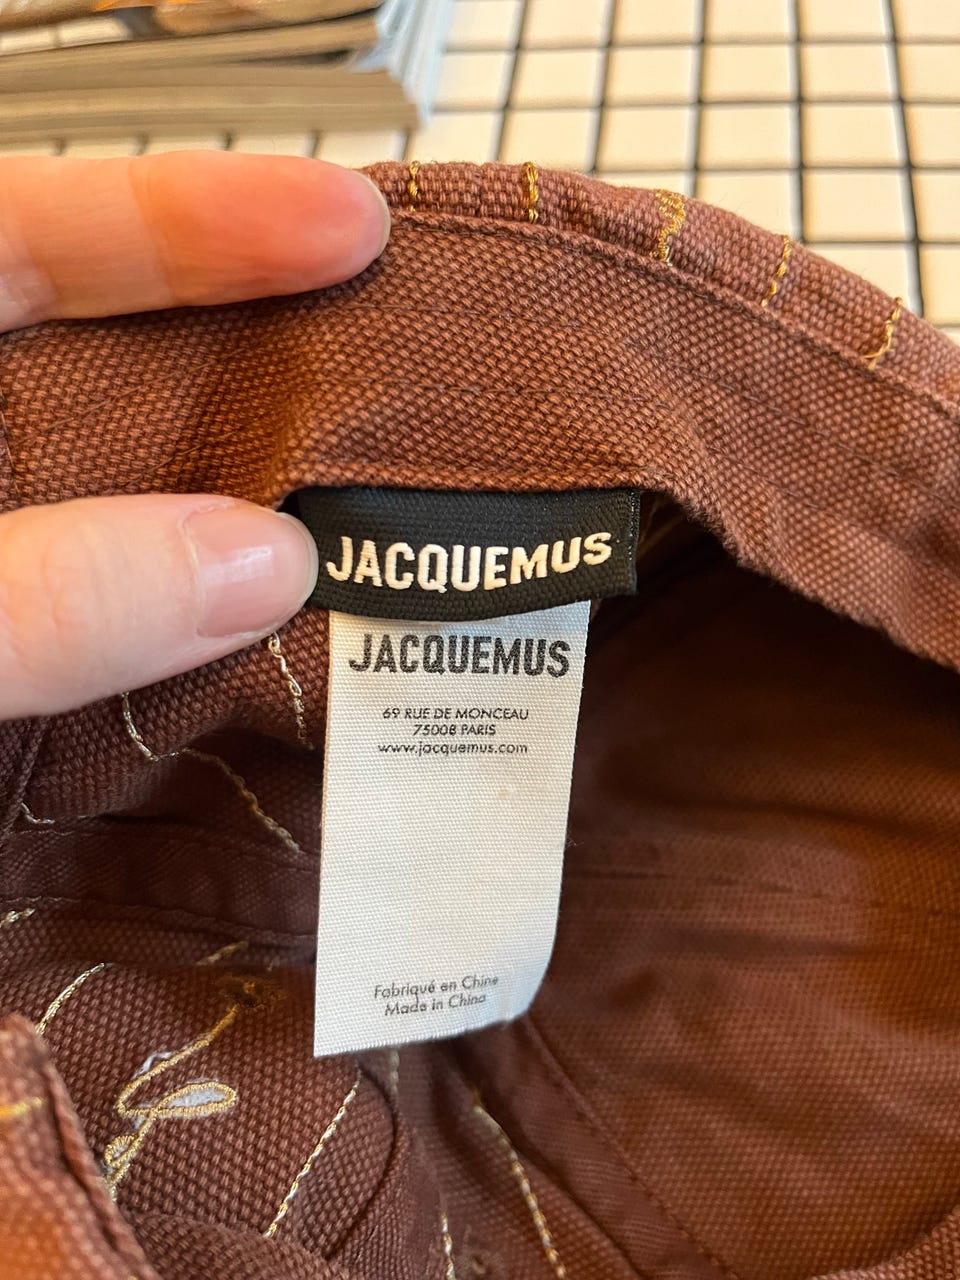 JACQUEMUS
JACQUEMUS
69 RUE DE MONCEAU
75008 PARIS
www.jacquemus.com
Fabriqué en Chine
Made in China